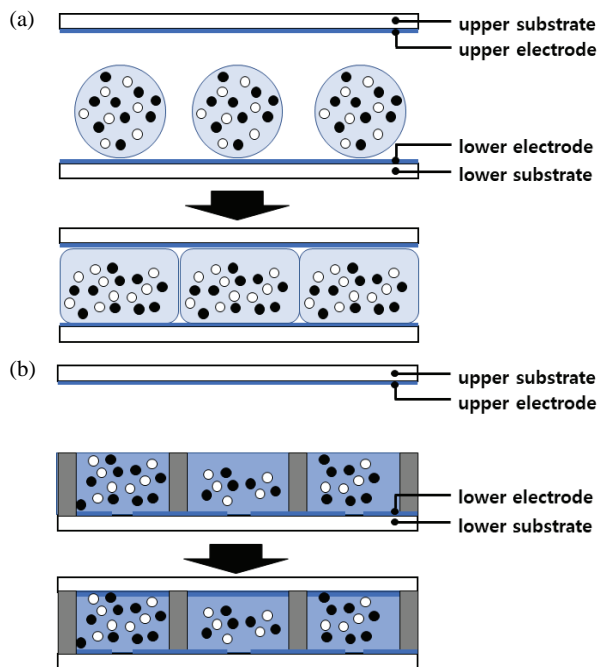 (a)
upper substrate
upper electrode
lower electrode
lower substrate
(b)
upper substrate
upper electrode
lower electrode
lower substrate